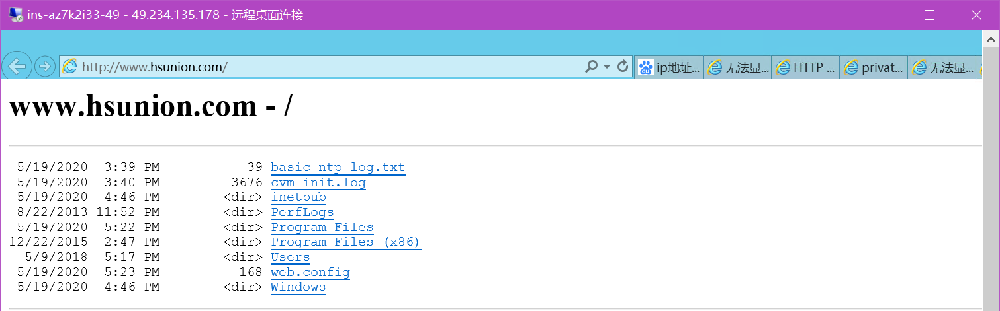 ins-az7k2i33-49 - 49.234.135.178 - 远程桌面连接
http://www.hsunion.com/ ip地址... 无法显... HTTP ... privat... 无法显...
www.hsunion.com - /
5/19/2020 3:39 PM 39 basic_ntp_log.txt
5/19/2020 3:40 PM 3676 cvm_init.log
5/19/2020 4:46 PM <dir> inetpub
8/22/2013 11:52 PM <dir> PerfLogs
5/19/2020 5:22 PM <dir> Program Files
12/22/2015 2:47 PM <dir> Program Files (x86)
5/9/2018 5:17 PM <dir> Users
5/19/2020 5:23 PM 168 web.config
5/19/2020 4:46 PM <dir> Windows